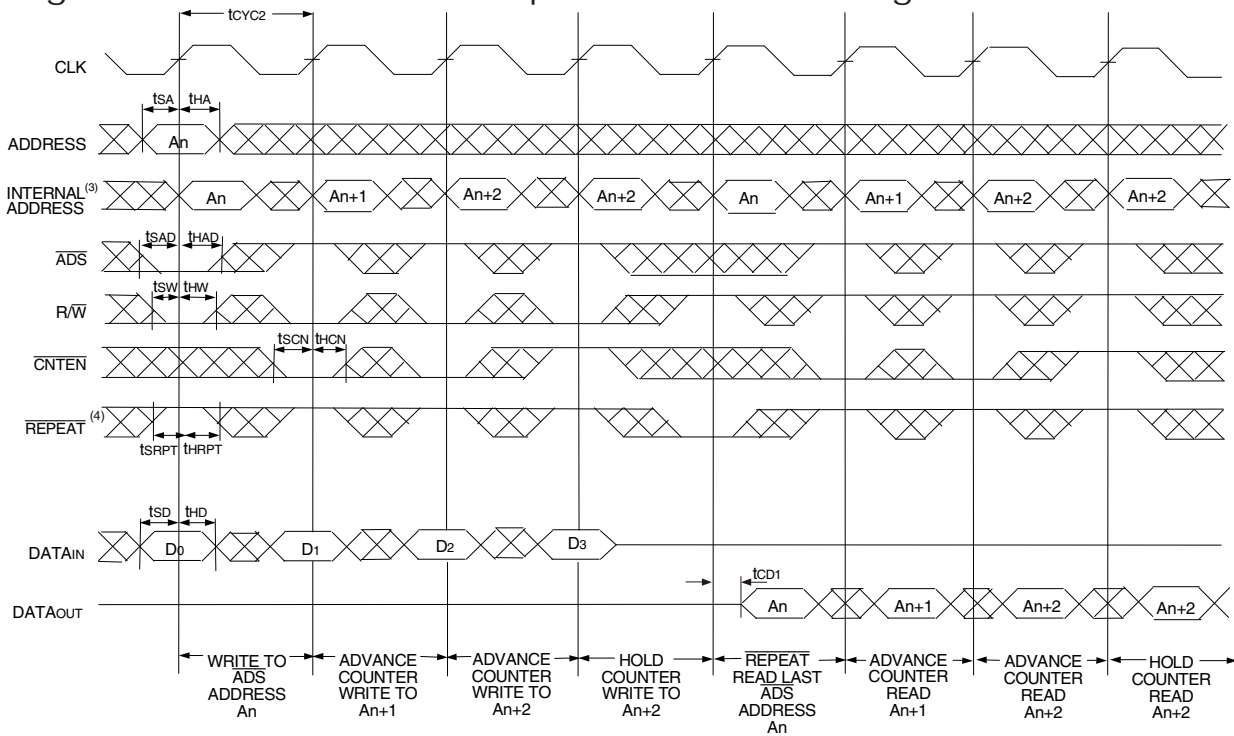 tCYC2
CLK
tSA tHA
ADDRESS An
INTERNAL(3) ADDRESS An An+1 An+2 An+2 An An+1 An+2 An+2
tSAD tHAD
ADS
tSW tHW
R/W
tSCN tHCN
CNTEN
REPEAT (4)
tSRPT tHRPT
tSD tHD
DATAIN D0 D1 D2 D3
tCD1
DATAOUT An An+1 An+2 An+2
WRITE TO
ADS
ADDRESS
An
ADVANCE
COUNTER
WRITE TO
An+1
ADVANCE
COUNTER
WRITE TO
An+2
HOLD
COUNTER
WRITE TO
An+2
REPEAT
READ LAST
ADS
ADDRESS
An
ADVANCE
COUNTER
READ
An+1
ADVANCE
COUNTER
READ
An+2
HOLD
COUNTER
READ
An+2